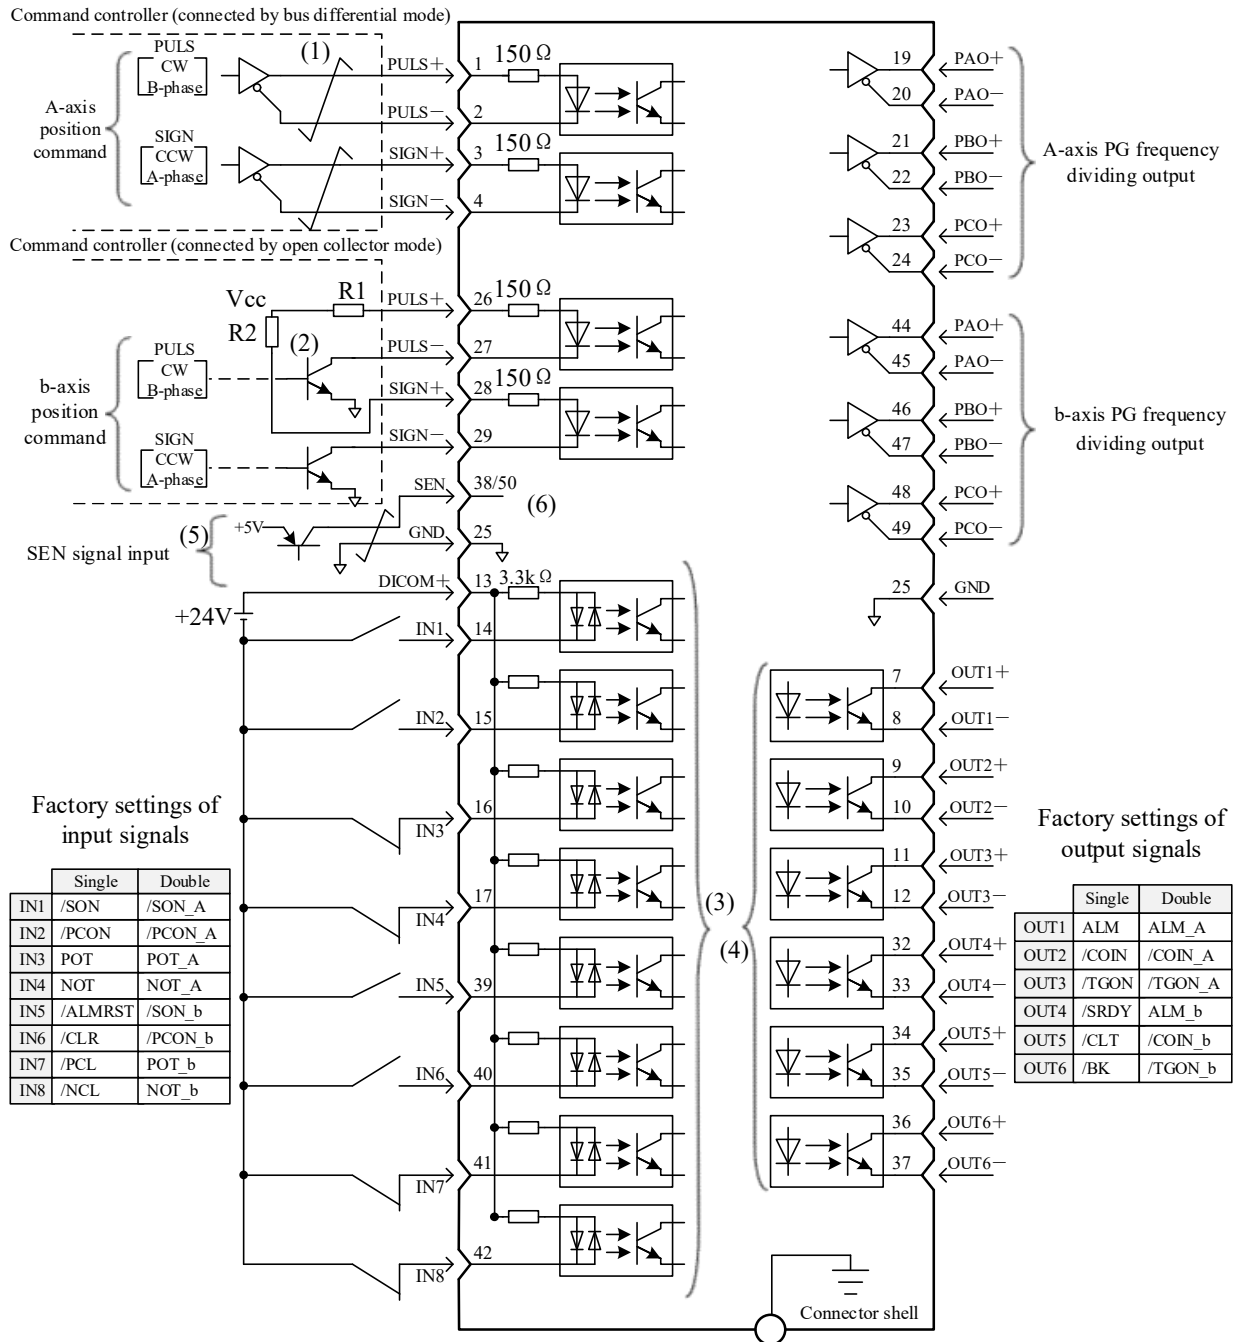 Command controller (connected by bus differential mode)
PULS
CW
B-phase
(1)
PULS+
1
150 Ω
PULS−
2
A-axis
position
command
SIGN
CCW
A-phase
SIGN+
3
150 Ω
SIGN−
4
Command controller (connected by open collector mode)
Vcc
R1
R2
PULS+
26
150 Ω
(2)
PULS
CW
B-phase
PULS−
27
SIGN+
28
150 Ω
b-axis
position
command
SIGN
CCW
A-phase
SIGN−
29
SEN
38/50
(6)
(5)
+5V
SEN signal input
GND
25
DICOM+
13
3.3k Ω
+24V
IN1
14
IN2
15
IN3
16
IN4
17
IN5
39
IN6
40
IN7
41
IN8
42
(3)
(4)
19
PAO+
20
PAO−
21
PBO+
22
PBO−
23
PCO+
24
PCO−
A-axis PG frequency
dividing output
44
PAO+
45
PAO−
46
PBO+
47
PBO−
48
PCO+
49
PCO−
b-axis PG frequency
dividing output
25
GND
7
OUT1+
8
OUT1−
9
OUT2+
10
OUT2−
11
OUT3+
12
OUT3−
32
OUT4+
33
OUT4−
34
OUT5+
35
OUT5−
36
OUT6+
37
OUT6−
Connector shell
Factory settings of
input signals
Single Double
IN1 /SON /SON_A
IN2 /PCON /PCON_A
IN3 POT POT_A
IN4 NOT NOT_A
IN5 /ALMRST /SON_b
IN6 /CLR /PCON_b
IN7 /PCL POT_b
IN8 /NCL NOT_b
Factory settings of
output signals
Single Double
OUT1 ALM ALM_A
OUT2 /COIN /COIN_A
OUT3 /TGON /TGON_A
OUT4 /SRDY ALM_b
OUT5 /CLT /COIN_b
OUT6 /BK /TGON_b